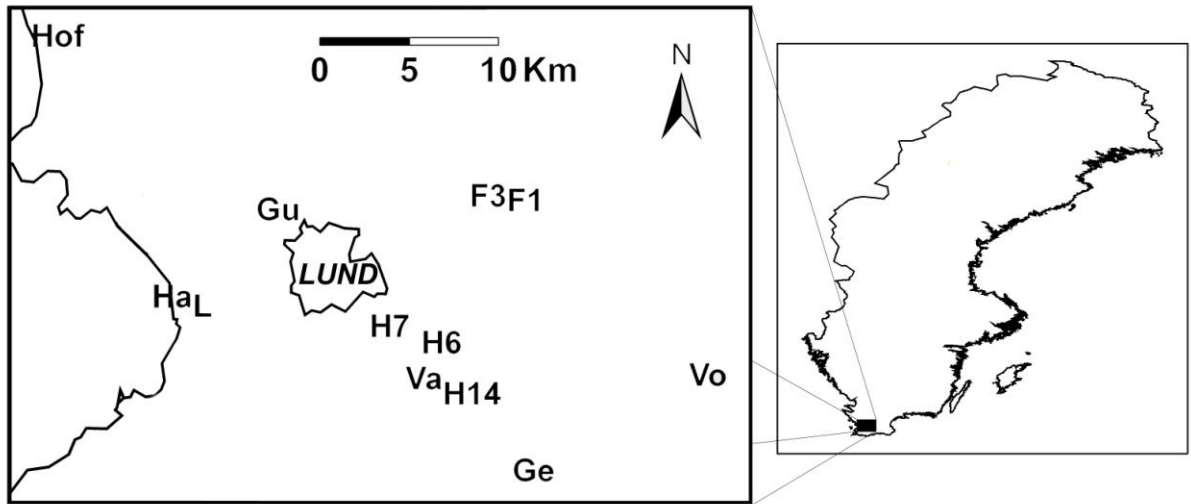 Hof
0 5 10 Km
N
F3 F1
Gu
LUND
Ha L
H7
H6
Va H14
Vo
Ge